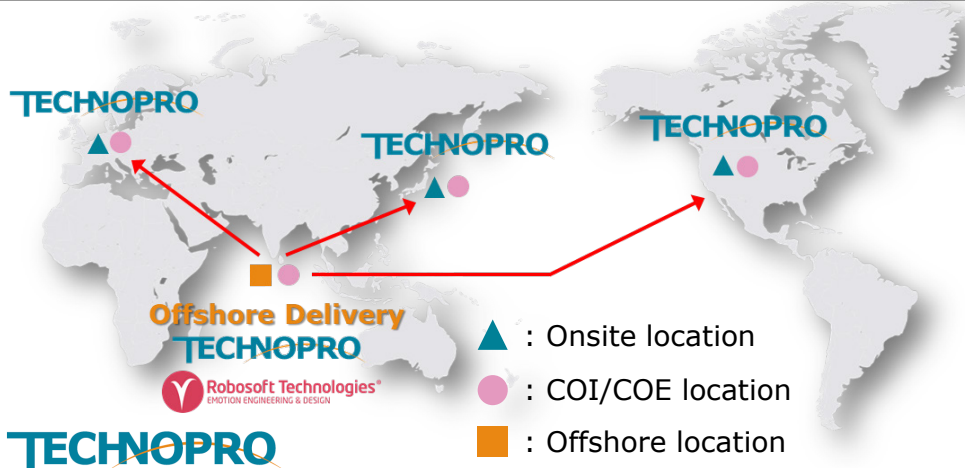 TECHNOPRO
TECHNOPRO
TECHNOPRO
Offshore Delivery
TECHNOPRO
Robosoft Technologies®
EMOTION ENGINEERING & DESIGN
: Onsite location
: COI/COE location
: Offshore location
TECHNOPRO